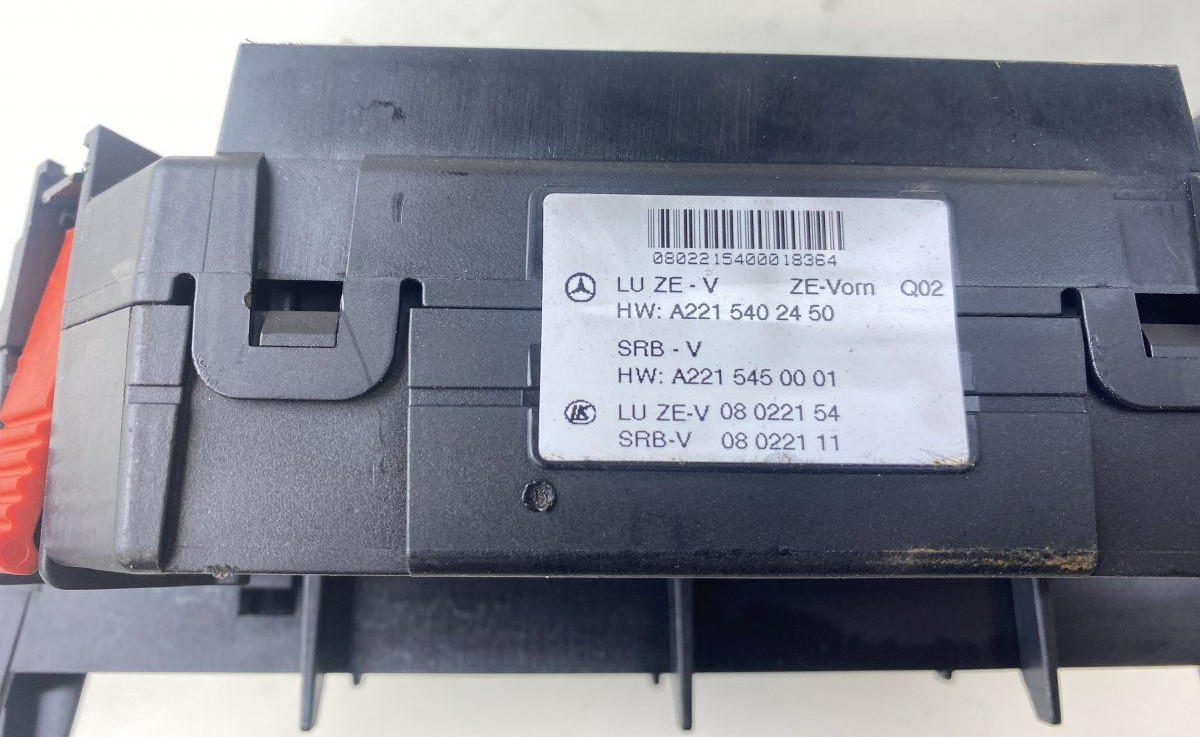 0802215400018364
LU ZE - V ZE-Vorn Q02
HW: A221 540 24 50
SRB - V
HW: A221 545 00 01
LK LU ZE-V 08 0221 54
SRB-V 08 0221 11